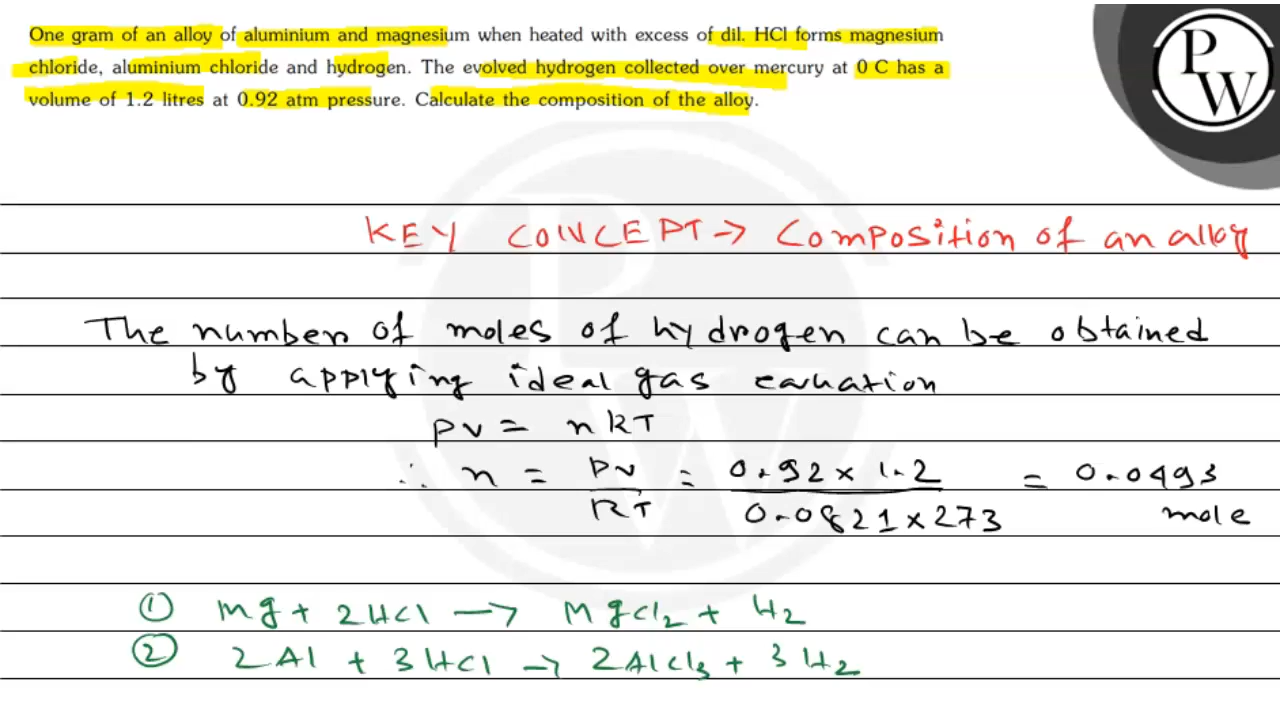 One gram of an alloy of aluminium and magnesium when heated with excess of dil. HCl forms magnesium
chloride, aluminium chloride and hydrogen. The evolved hydrogen collected over mercury at 0 C has a
volume of 1.2 litres at 0.92 atm pressure. Calculate the composition of the alloy.
PW
KEY CONCEPT → Composition of an alloy
The number of moles of hydrogen can be obtained
by applying ideal gas equation
PV = nRT
∴ n = PV/RT = 0.92 × 1.2 / 0.0821 × 273 = 0.0493 mole
① Mg + 2HCl → MgCl₂ + H₂
② 2Al + 3HCl → 2AlCl₃ + 3H₂